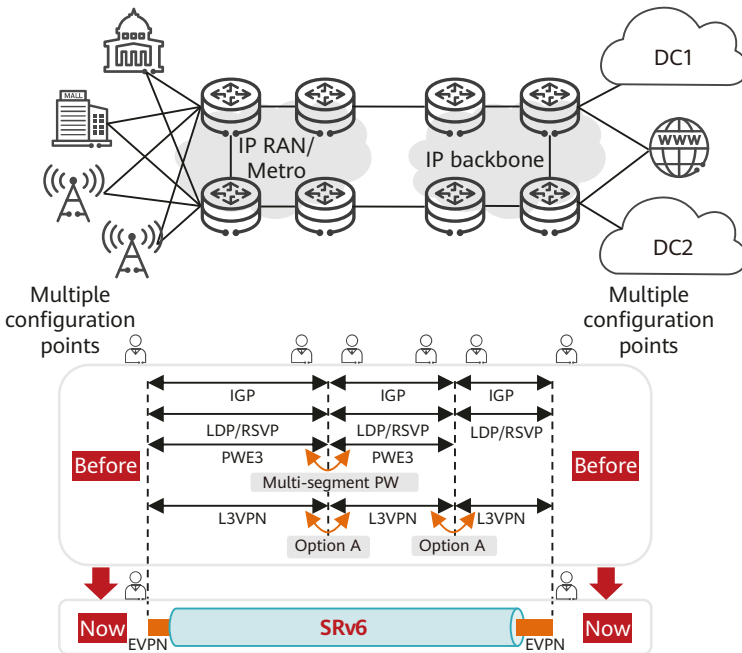 DC1
MALL
IP RAN/
Metro
IP backbone
WWW
DC2
Multiple
configuration
points
Multiple
configuration
points
IGP
IGP
IGP
LDP/RSVP
LDP/RSVP
LDP/RSVP
Before
PWE3
PWE3
Before
Multi-segment PW
L3VPN
L3VPN
L3VPN
Option A
Option A
Now
SRv6
Now
EVPN
EVPN